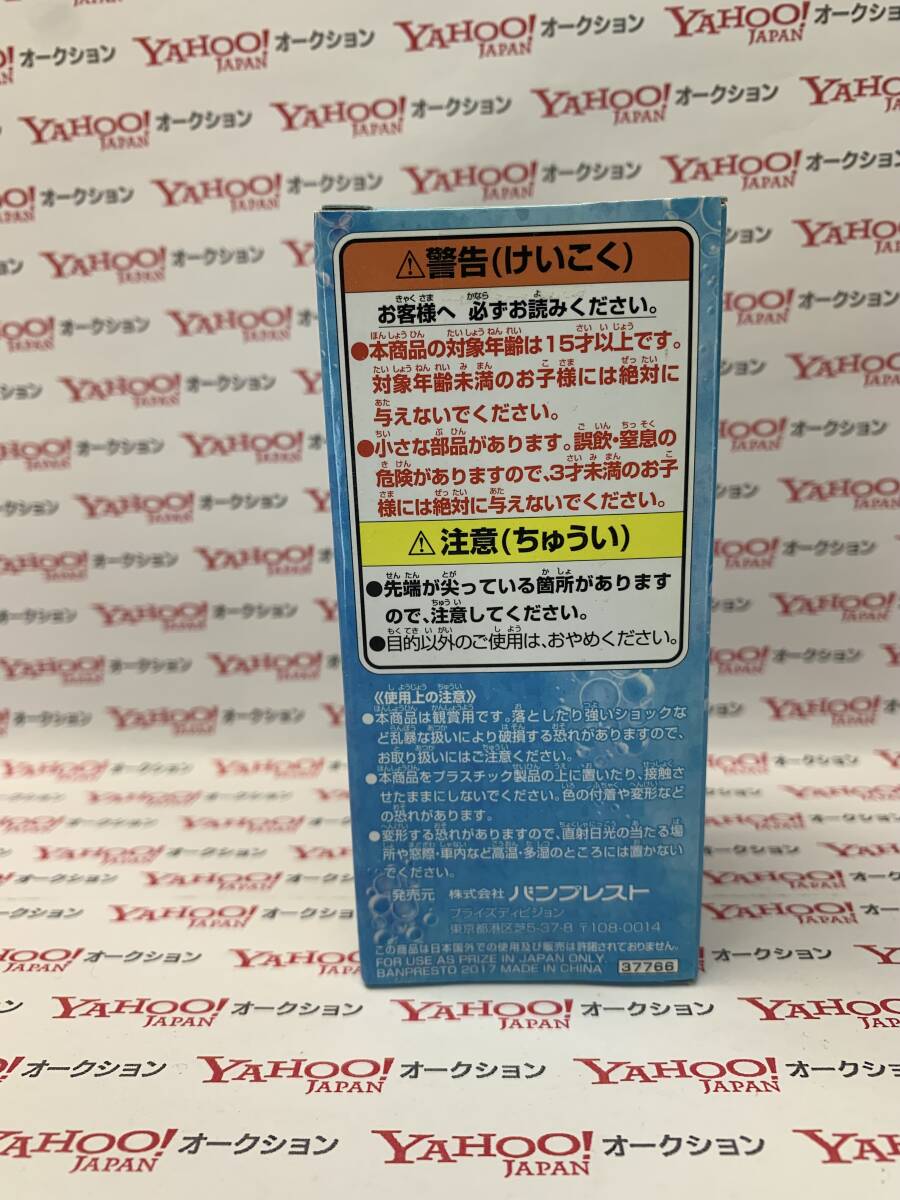 警告(けいこく)
お客様へ 必ずお読みください。
●本商品の対象年齢は15才以上です。
対象年齢未満のお子様には絶対に
与えないでください。
●小さな部品があります。誤飲・窒息の
危険がありますので、3才未満のお子
様には絶対に与えないでください。
注意(ちゅうい)
●先端が尖っている箇所があります
ので、注意してください。
●目的以外のご使用は、おやめください。
《使用上の注意》
●本商品は観賞用です。落としたり強いショックな
ど乱暴な扱いにより破損する恐れがありますので、
お取り扱いにはご注意ください。
●本商品をプラスチック製品の上に置いたり、接触さ
せたままにしないでください。色の付着や変形など
の恐れがあります。
●変形する恐れがありますので、直射日光の当たる場
所や窓際・車内など高温・多湿のところには置かない
でください。
発売元 株式会社 バンプレスト
プライズディビジョン
東京都港区芝5-37-8 〒108-0014
この商品は日本国外での使用及び販売は許諾されておりません。
FOR USE AS PRIZE IN JAPAN ONLY.
BANPRESTO 2017 MADE IN CHINA 37766
YAHOO! JAPAN オークション